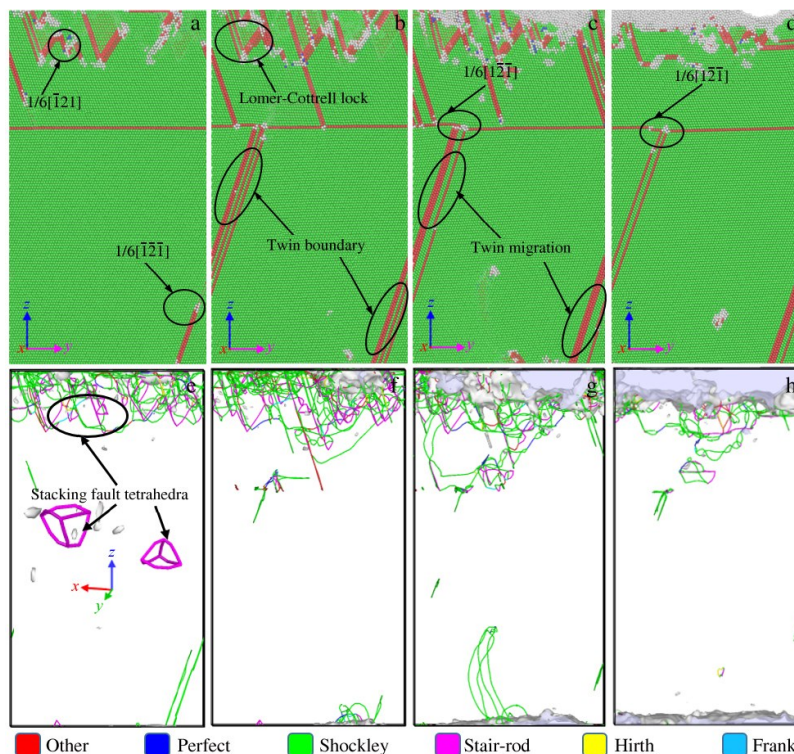 a
1/6[1̅21]
1/6[1̅2̅1̅]
z
x
y
b
Lomer-Cottrell lock
Twin boundary
z
x
y
c
1/6[12̅1̅]
Twin migration
z
x
y
d
1/6[12̅1̅]
z
x
y
e
Stacking fault tetrahedra
z
x
y
f
g
h
Other
Perfect
Shockley
Stair-rod
Hirth
Frank